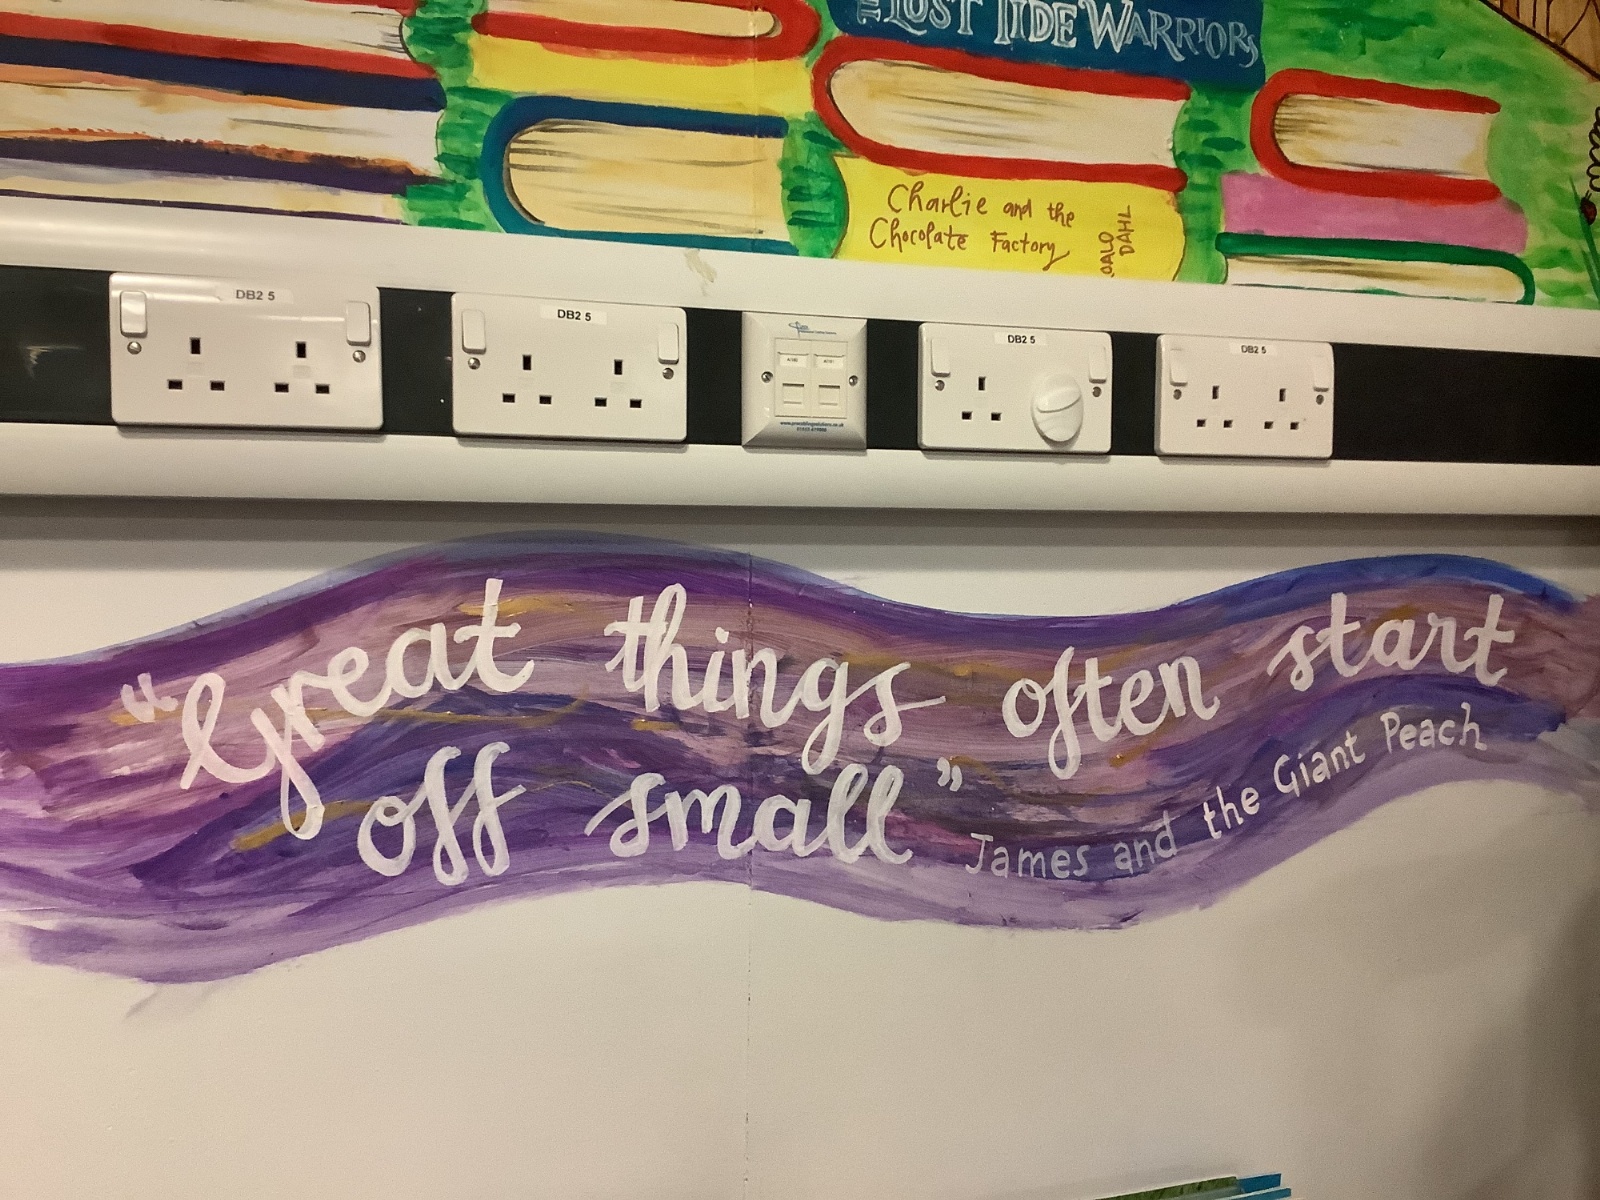 THE LOST TIDE WARRIORS
Charlie and the
Chocolate Factory
OALD
DAHL
DB2 5
DB2 5
DB2 5
DB2 5
"Great things often start
off small"
James and the Giant Peach